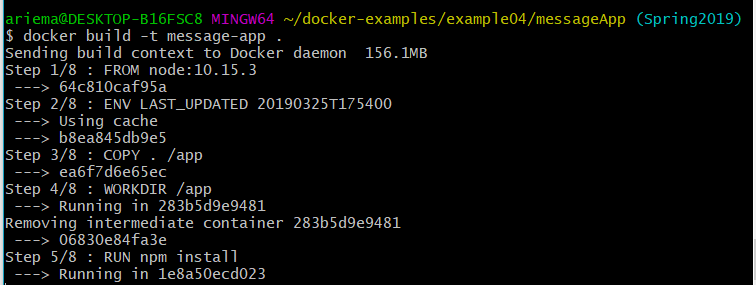 ariema@DESKTOP-B16FSC8 MINGW64 ~/docker-examples/example04/messageApp (Spring2019)
$ docker build -t message-app .
Sending build context to Docker daemon  156.1MB
Step 1/8 : FROM node:10.15.3
 ---> 64c810caf95a
Step 2/8 : ENV LAST_UPDATED 20190325T175400
 ---> Using cache
 ---> b8ea845db9e5
Step 3/8 : COPY . /app
 ---> ea6f7d6e65ec
Step 4/8 : WORKDIR /app
 ---> Running in 283b5d9e9481
Removing intermediate container 283b5d9e9481
 ---> 06830e84fa3e
Step 5/8 : RUN npm install
 ---> Running in 1e8a50ecd023